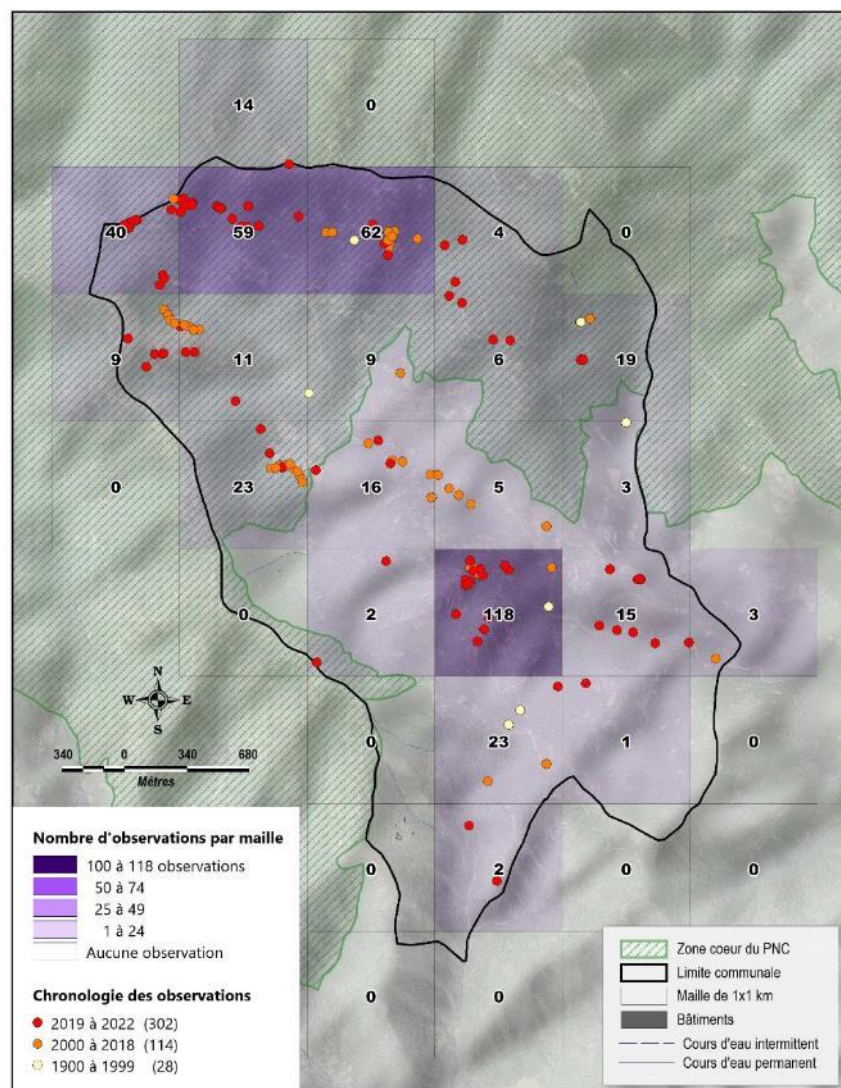 14 0
40 59 62 4 0
9 11 9 6 19
0 23 16 5 3
0 2 118 15 3
N
W E
S
0 23 1 0
340 0 340 680
Mètres
0 2 0 0
0 0
Nombre d'observations par maille
100 à 118 observations
50 à 74
25 à 49
1 à 24
Aucune observation
Chronologie des observations
2019 à 2022 (302)
2000 à 2018 (114)
1900 à 1999 (28)
Zone coeur du PNC
Limite communale
Maille de 1x1 km
Bâtiments
Cours d'eau intermittent
Cours d'eau permanent